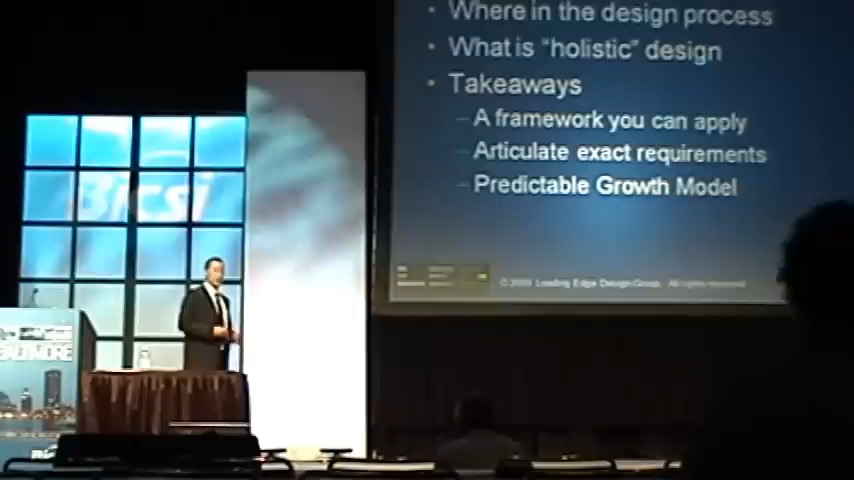 • Where in the design process
• What is "holistic" design
• Takeaways
– A framework you can apply
– Articulate exact requirements
– Predictable Growth Model
© 2009 Leading Edge Design Group. All rights reserved
Bicsi
BALTIMORE